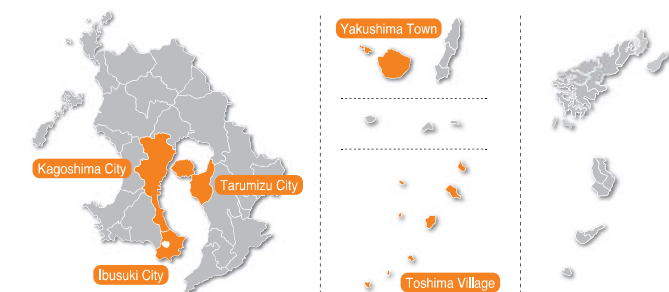 Yakushima Town
Kagoshima City
Tarumizu City
Ibusuki City
Toshima Village